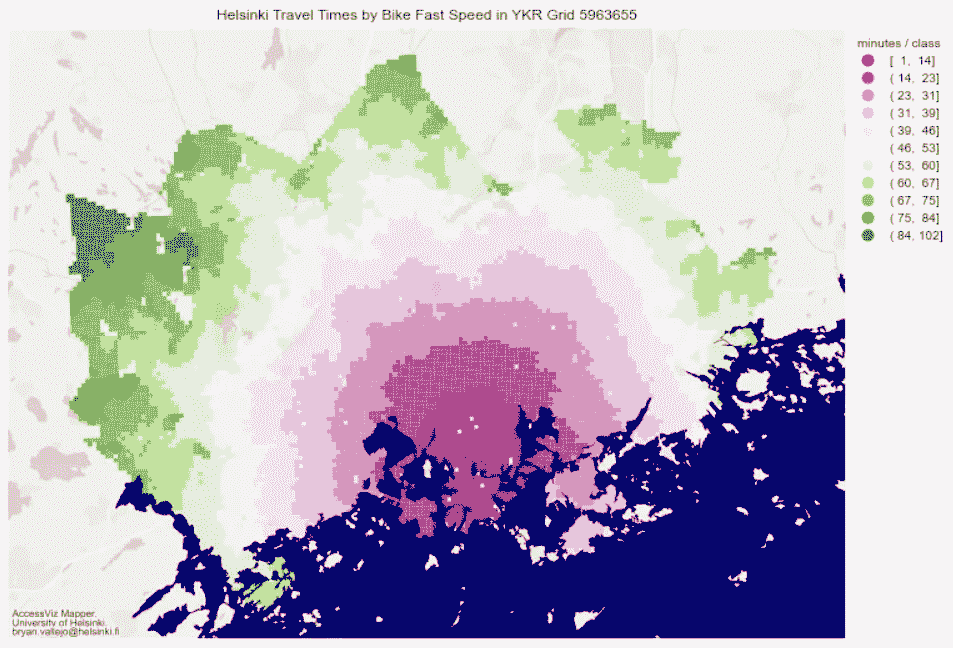 Helsinki Travel Times by Bike Fast Speed in YKR Grid 5963655
minutes / class
[ 1, 14]
( 14, 23]
( 23, 31]
( 31, 39]
( 39, 46]
( 46, 53]
( 53, 60]
( 60, 67]
( 67, 75]
( 75, 84]
( 84, 102]
AccessViz Mapper.
University of Helsinki.
bryan.vallejo@helsinki.fi